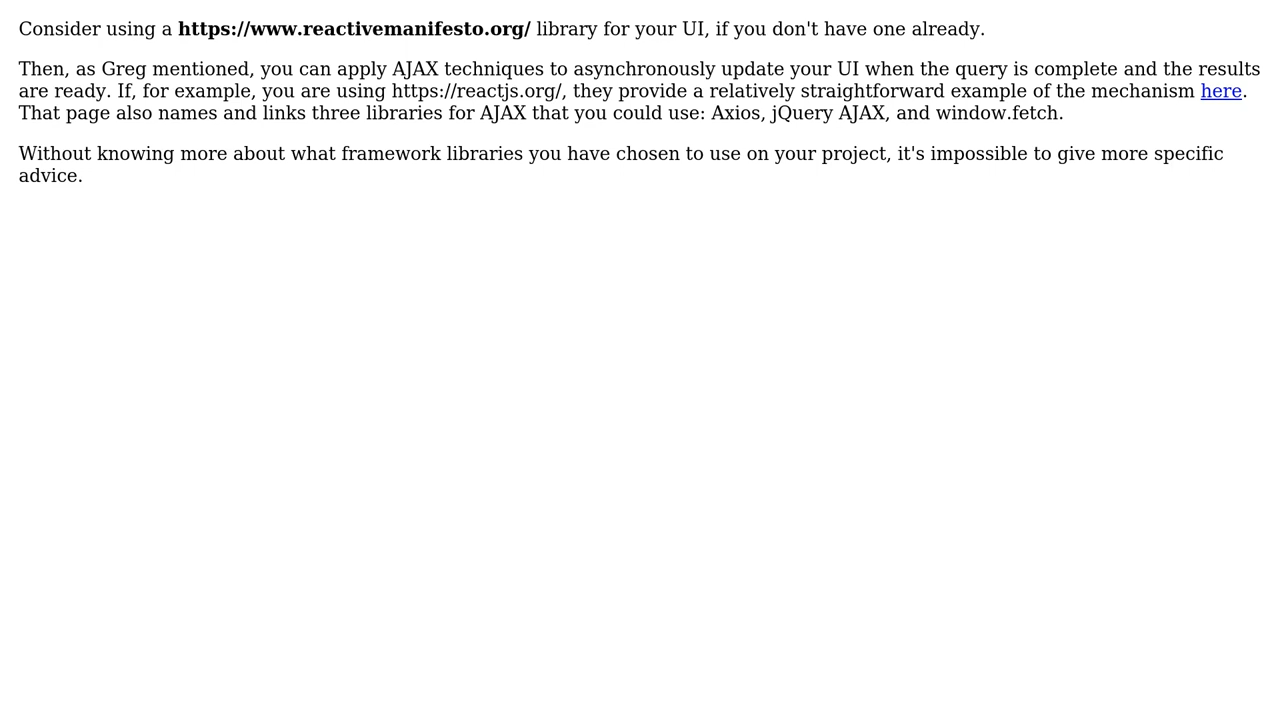 Consider using a https://www.reactivemanifesto.org/ library for your UI, if you don't have one already.
Then, as Greg mentioned, you can apply AJAX techniques to asynchronously update your UI when the query is complete and the results
are ready. If, for example, you are using https://reactjs.org/, they provide a relatively straightforward example of the mechanism here.
That page also names and links three libraries for AJAX that you could use: Axios, jQuery AJAX, and window.fetch.
Without knowing more about what framework libraries you have chosen to use on your project, it's impossible to give more specific
advice.